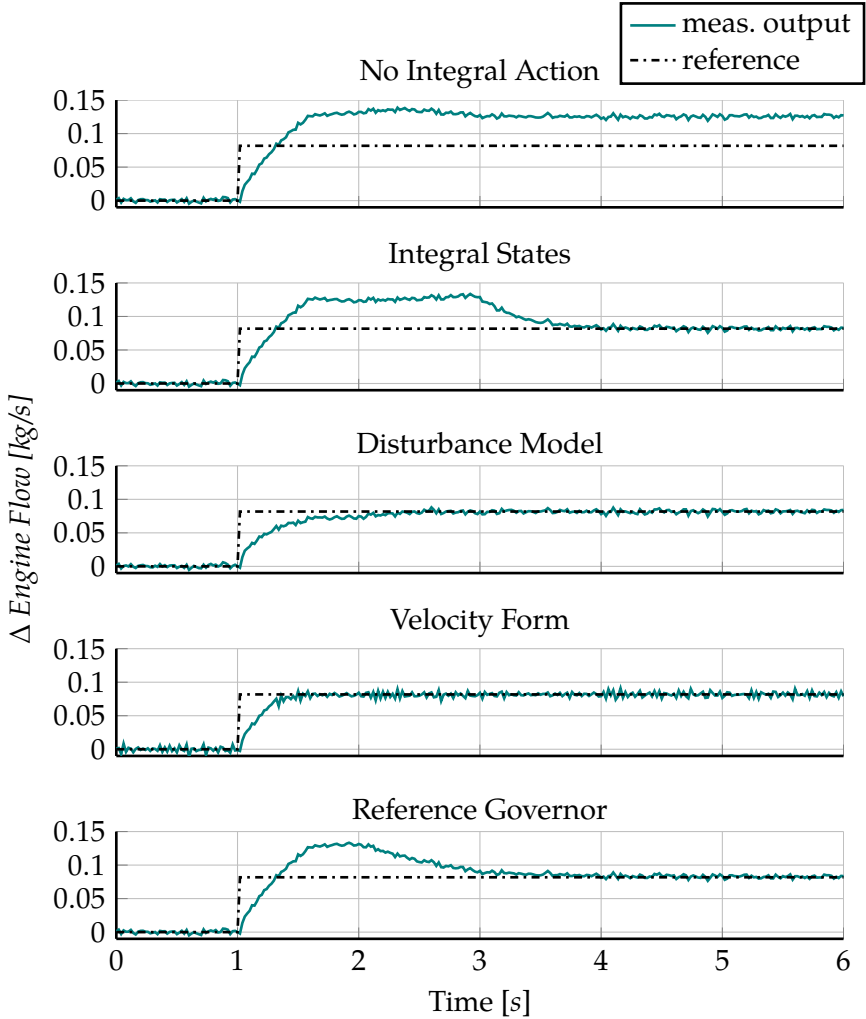 meas. output
reference
No Integral Action
0.15
0.1
0.05
0
Integral States
0.15
0.1
0.05
0
Δ Engine Flow [kg/s]
Disturbance Model
0.15
0.1
0.05
0
Velocity Form
0.15
0.1
0.05
0
Reference Governor
0.15
0.1
0.05
0
0 1 2 3 4 5 6
Time [s]